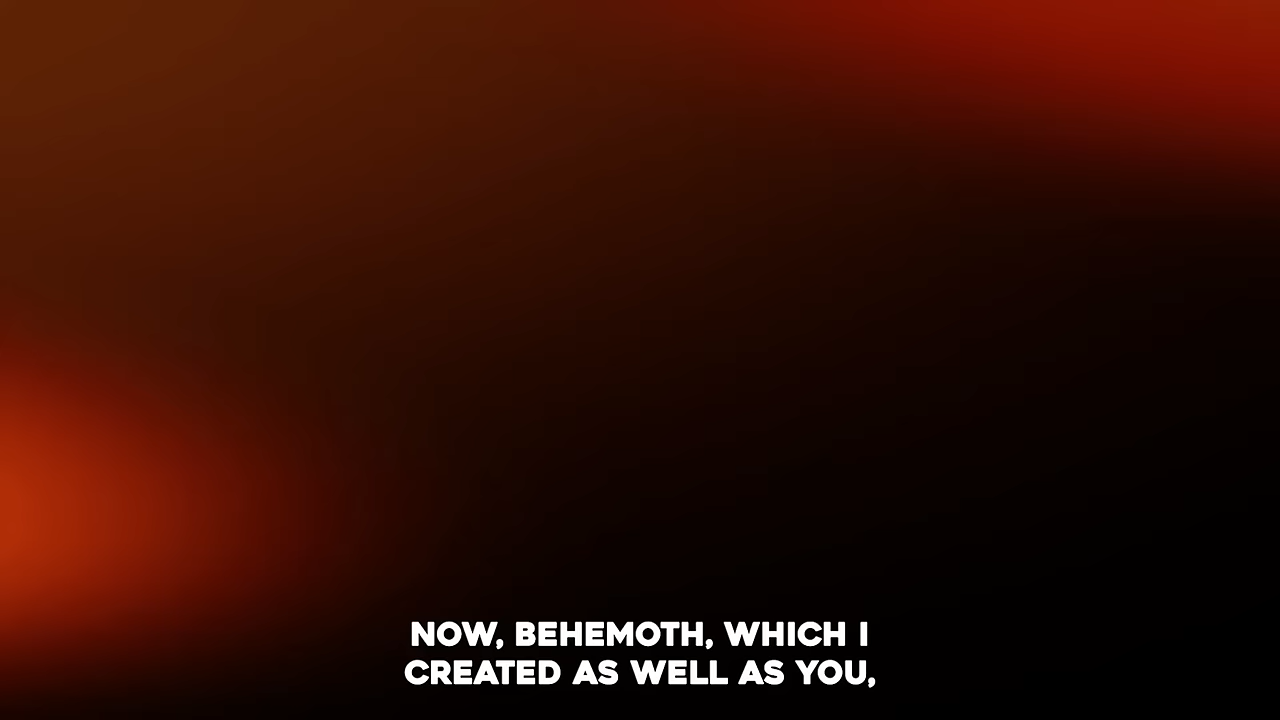 NOW, BEHEMOTH, WHICH I
CREATED AS WELL AS YOU,